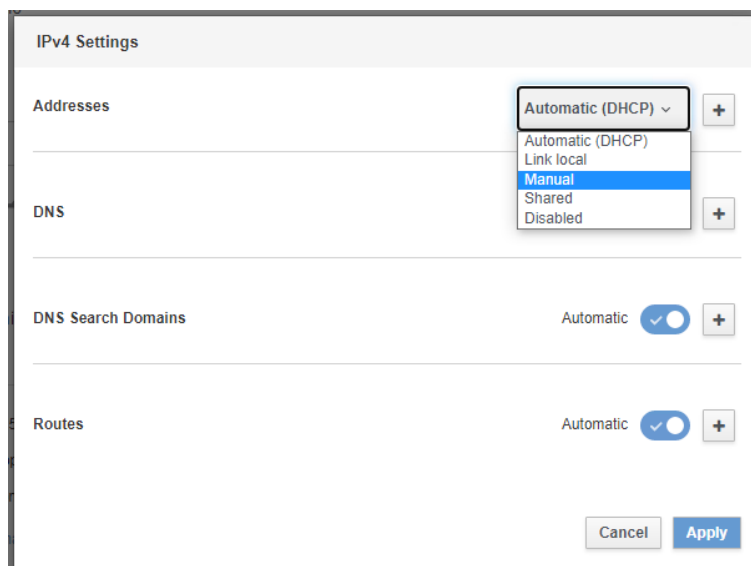 IPv4 Settings
Addresses
Automatic (DHCP)
Automatic (DHCP)
Link local
Manual
Shared
Disabled
DNS
DNS Search Domains
Automatic
Routes
Automatic
Cancel
Apply